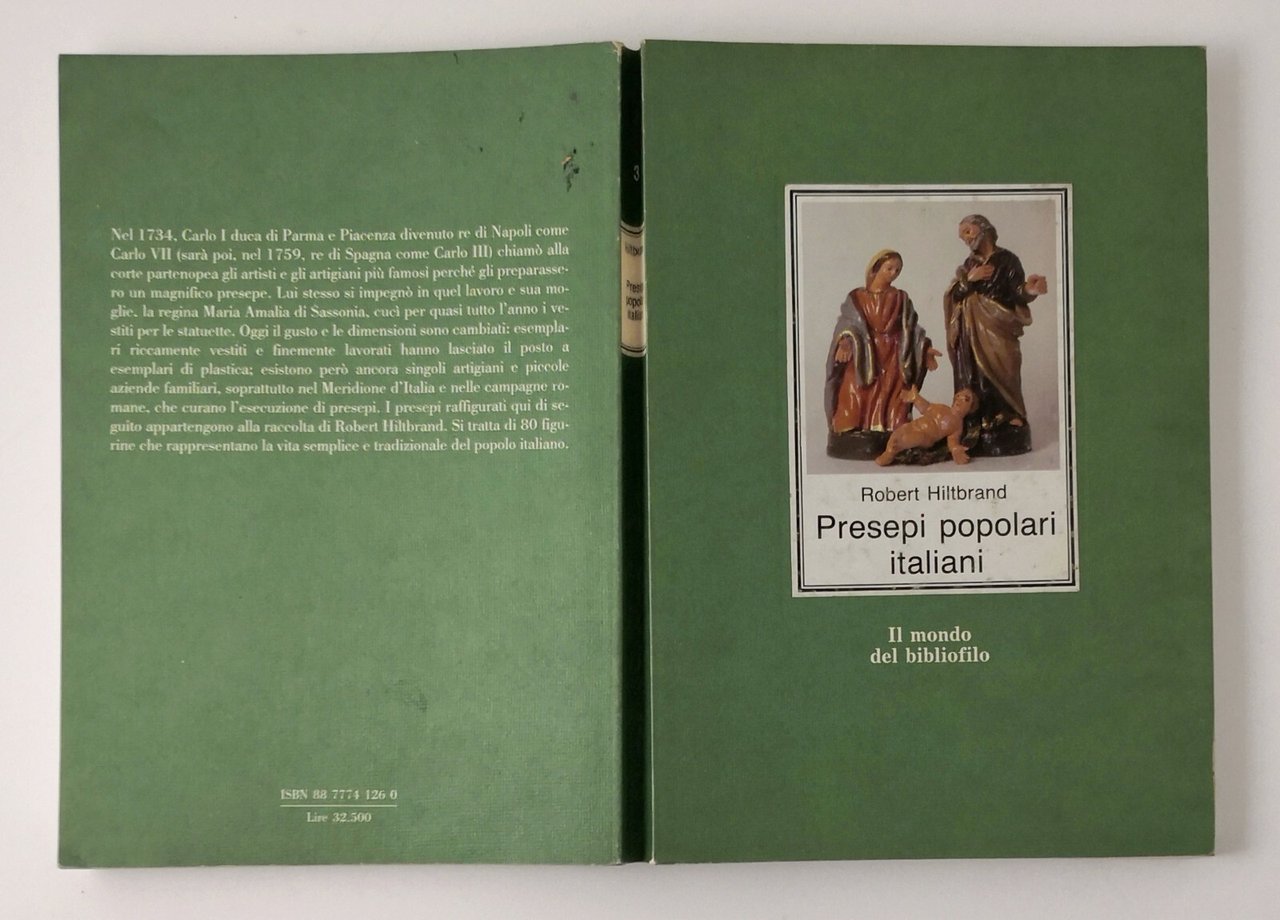 Nel 1734, Carlo I duca di Parma e Piacenza divenuto re di Napoli come
Carlo VII (sarà poi, nel 1759, re di Spagna come Carlo III) chiamò alla
corte partenopea gli artisti e gli artigiani più famosi perché gli preparasse-
ro un magnifico presepe. Lui stesso si impegnò in quel lavoro e sua mo-
glie, la regina Maria Amalia di Sassonia, cucì per quasi tutto l'anno i ve-
stiti per le statuette. Oggi il gusto e le dimensioni sono cambiati: esempla-
ri riccamente vestiti e finemente lavorati hanno lasciato il posto a
esemplari di plastica; esistono però ancora singoli artigiani e piccole
aziende familiari, soprattutto nel Meridione d'Italia e nelle campagne ro-
mane, che curano l'esecuzione di presepi. I presepi raffigurati qui di se-
guito appartengono alla raccolta di Robert Hiltbrand. Si tratta di 80 figu-
rine che rappresentano la vita semplice e tradizionale del popolo italiano.
ISBN 88 7774 126 0
Lire 32.500
3
Robert Hiltbrand
Presepi popolari
italiani
Il mondo
del bibliofilo